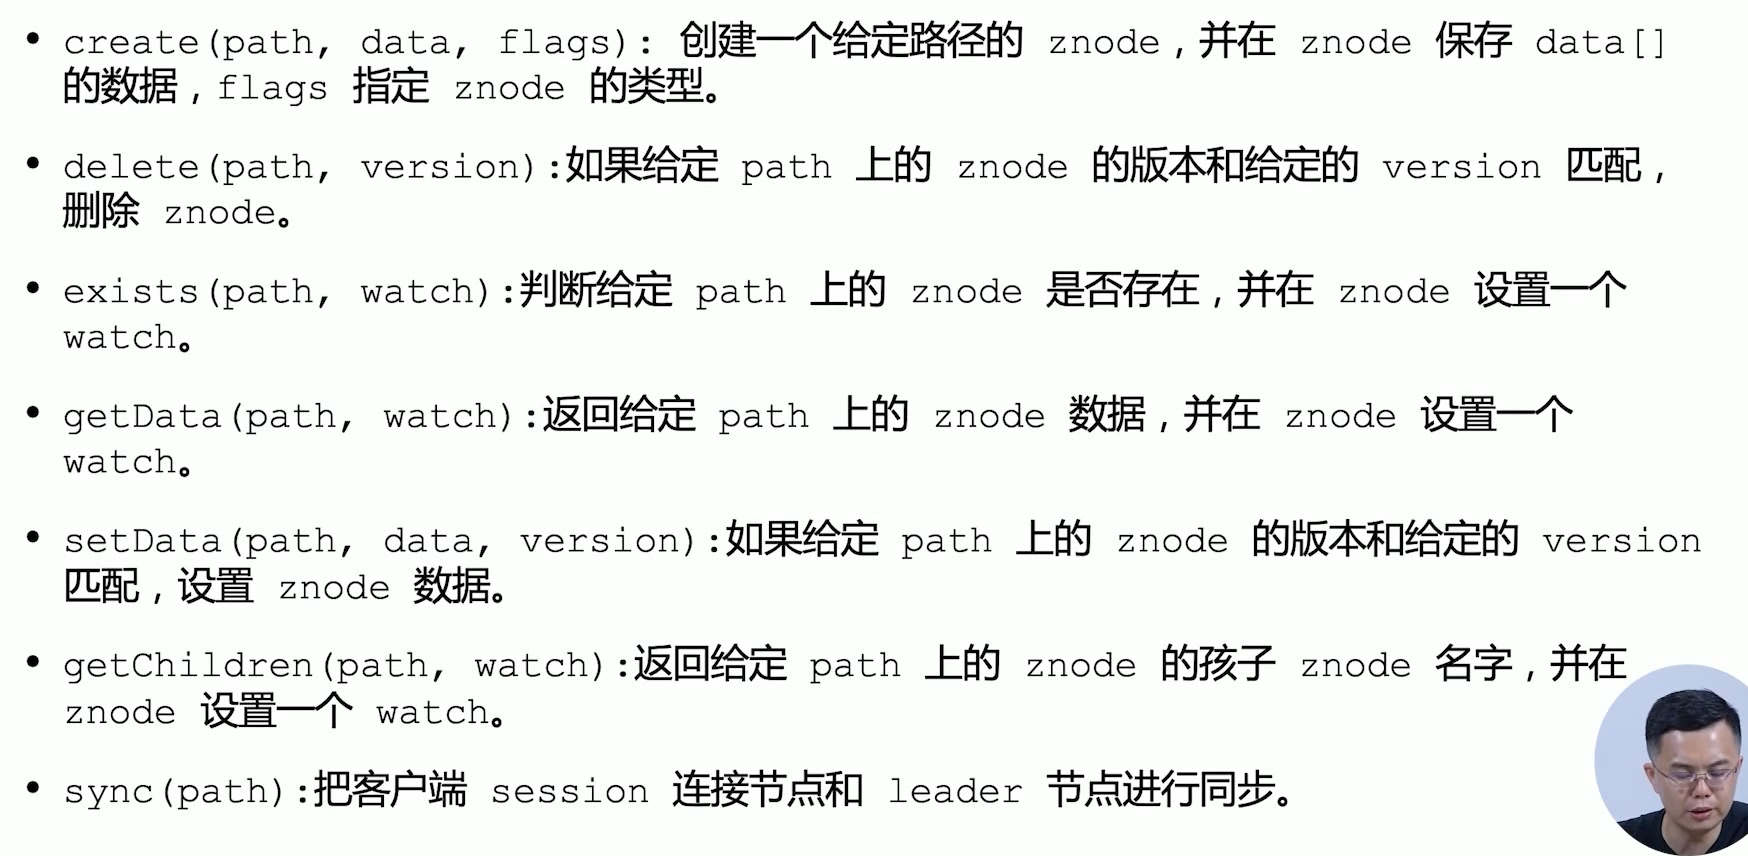 • create(path, data, flags): 创建一个给定路径的 znode，并在 znode 保存 data[]
的数据，flags 指定 znode 的类型。
• delete(path, version):如果给定 path 上的 znode 的版本和给定的 version 匹配，
删除 znode。
• exists(path, watch):判断给定 path 上的 znode 是否存在，并在 znode 设置一个
watch。
• getData(path, watch):返回给定 path 上的 znode 数据，并在 znode 设置一个
watch。
• setData(path, data, version):如果给定 path 上的 znode 的版本和给定的 version
匹配，设置 znode 数据。
• getChildren(path, watch):返回给定 path 上的 znode 的孩子 znode 名字，并在
znode 设置一个 watch。
• sync(path):把客户端 session 连接节点和 leader 节点进行同步。